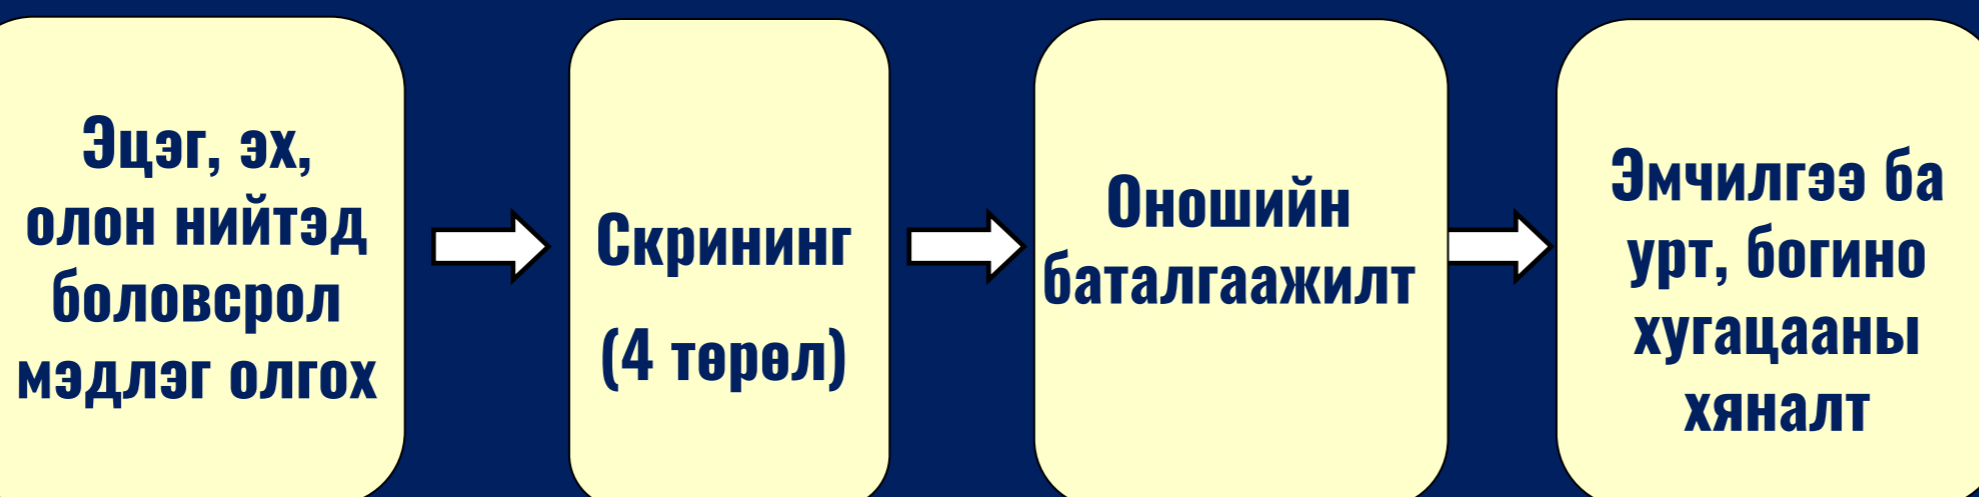 Эцэг, эх,
олон нийтэд
боловсрол
мэдлэг олгох
Скрининг
(4 төрөл)
Оношийн
баталгаажилт
Эмчилгээ ба
урт, богино
хугацааны
хяналт